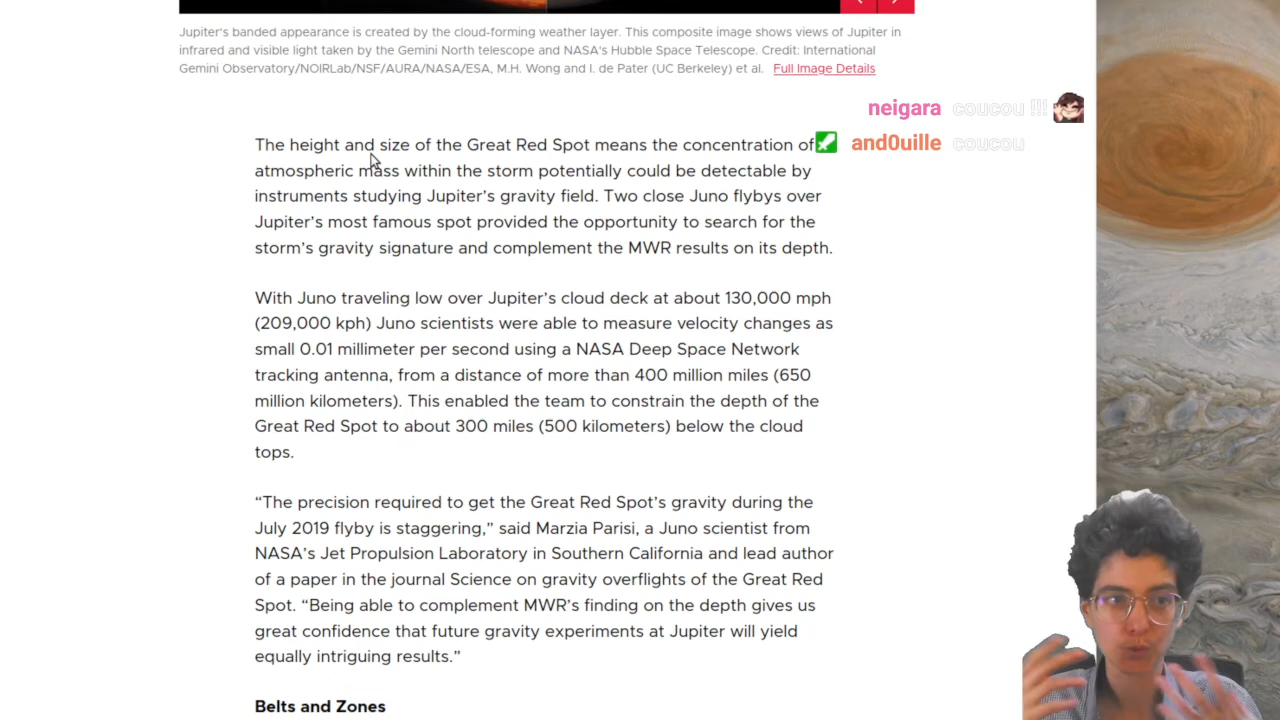 Jupiter's banded appearance is created by the cloud-forming weather layer. This composite image shows views of Jupiter in
infrared and visible light taken by the Gemini North telescope and NASA's Hubble Space Telescope. Credit: International
Gemini Observatory/NOIRLab/NSF/AURA/NASA/ESA, M.H. Wong and I. de Pater (UC Berkeley) et al. Full Image Details
neigara coucou !!!
and0uille coucou
The height and size of the Great Red Spot means the concentration of
atmospheric mass within the storm potentially could be detectable by
instruments studying Jupiter’s gravity field. Two close Juno flybys over
Jupiter’s most famous spot provided the opportunity to search for the
storm’s gravity signature and complement the MWR results on its depth.
With Juno traveling low over Jupiter’s cloud deck at about 130,000 mph
(209,000 kph) Juno scientists were able to measure velocity changes as
small 0.01 millimeter per second using a NASA Deep Space Network
tracking antenna, from a distance of more than 400 million miles (650
million kilometers). This enabled the team to constrain the depth of the
Great Red Spot to about 300 miles (500 kilometers) below the cloud
tops.
“The precision required to get the Great Red Spot’s gravity during the
July 2019 flyby is staggering,” said Marzia Parisi, a Juno scientist from
NASA’s Jet Propulsion Laboratory in Southern California and lead author
of a paper in the journal Science on gravity overflights of the Great Red
Spot. “Being able to complement MWR’s finding on the depth gives us
great confidence that future gravity experiments at Jupiter will yield
equally intriguing results.”
Belts and Zones